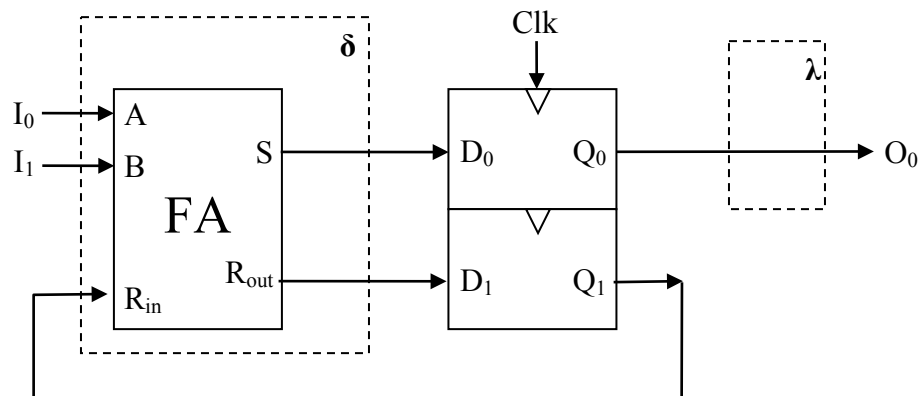 Clk
δ
λ
I₀
A
I₁
B
S
D₀
Q₀
O₀
FA
Rₒᵤₜ
D₁
Q₁
Rᵢₙ